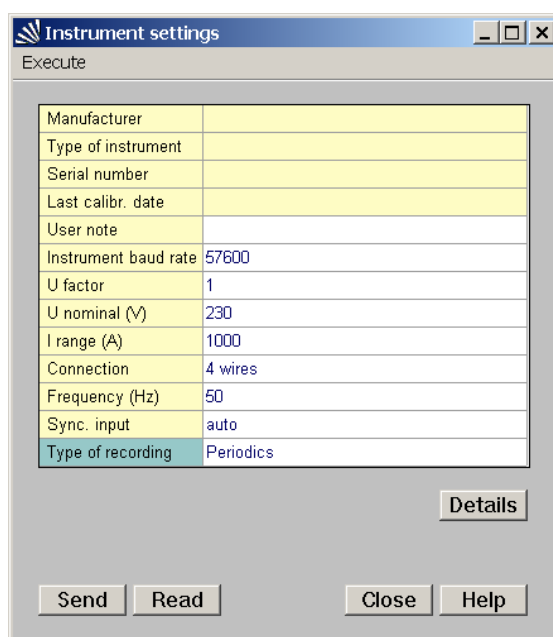 Instrument settings
Execute
Manufacturer
Type of instrument
Serial number
Last calibr. date
User note
Instrument baud rate 57600
U factor 1
U nominal (V) 230
I range (A) 1000
Connection 4 wires
Frequency (Hz) 50
Sync. input auto
Type of recording Periodics
Details
Send Read Close Help